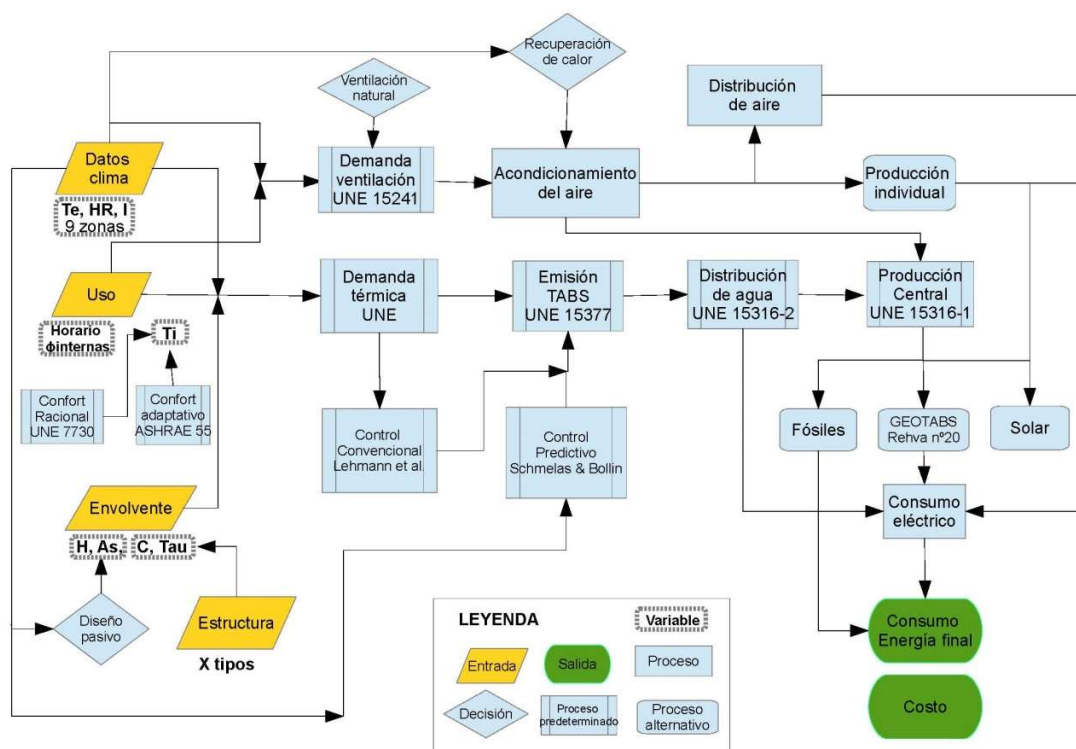 Recuperación
de calor
Ventilación
natural
Distribución
de aire
Datos
clima
Demanda
ventilación
UNE 15241
Acondicionamiento
del aire
Producción
individual
Te, HR, I
9 zonas
Uso
Demanda
térmica
UNE
Emisión
TABS
UNE 15377
Distribución
de agua
UNE 15316-2
Producción
Central
UNE 15316-1
Horario
ϕinternas
Ti
Confort
Racional
UNE 7730
Confort
adaptativo
ASHRAE 55
Control
Convencional
Lehmann et al.
Control
Predictivo
Schmelas & Bollin
Fósiles
GEOTABS
Rehva nº20
Solar
Envolvente
H, As,
C, Tau
Consumo
eléctrico
Diseño
pasivo
Estructura
X tipos
Consumo
Energía final
Costo
LEYENDA
Variable
Entrada
Salida
Proceso
Decisión
Proceso
predeterminado
Proceso
alternativo